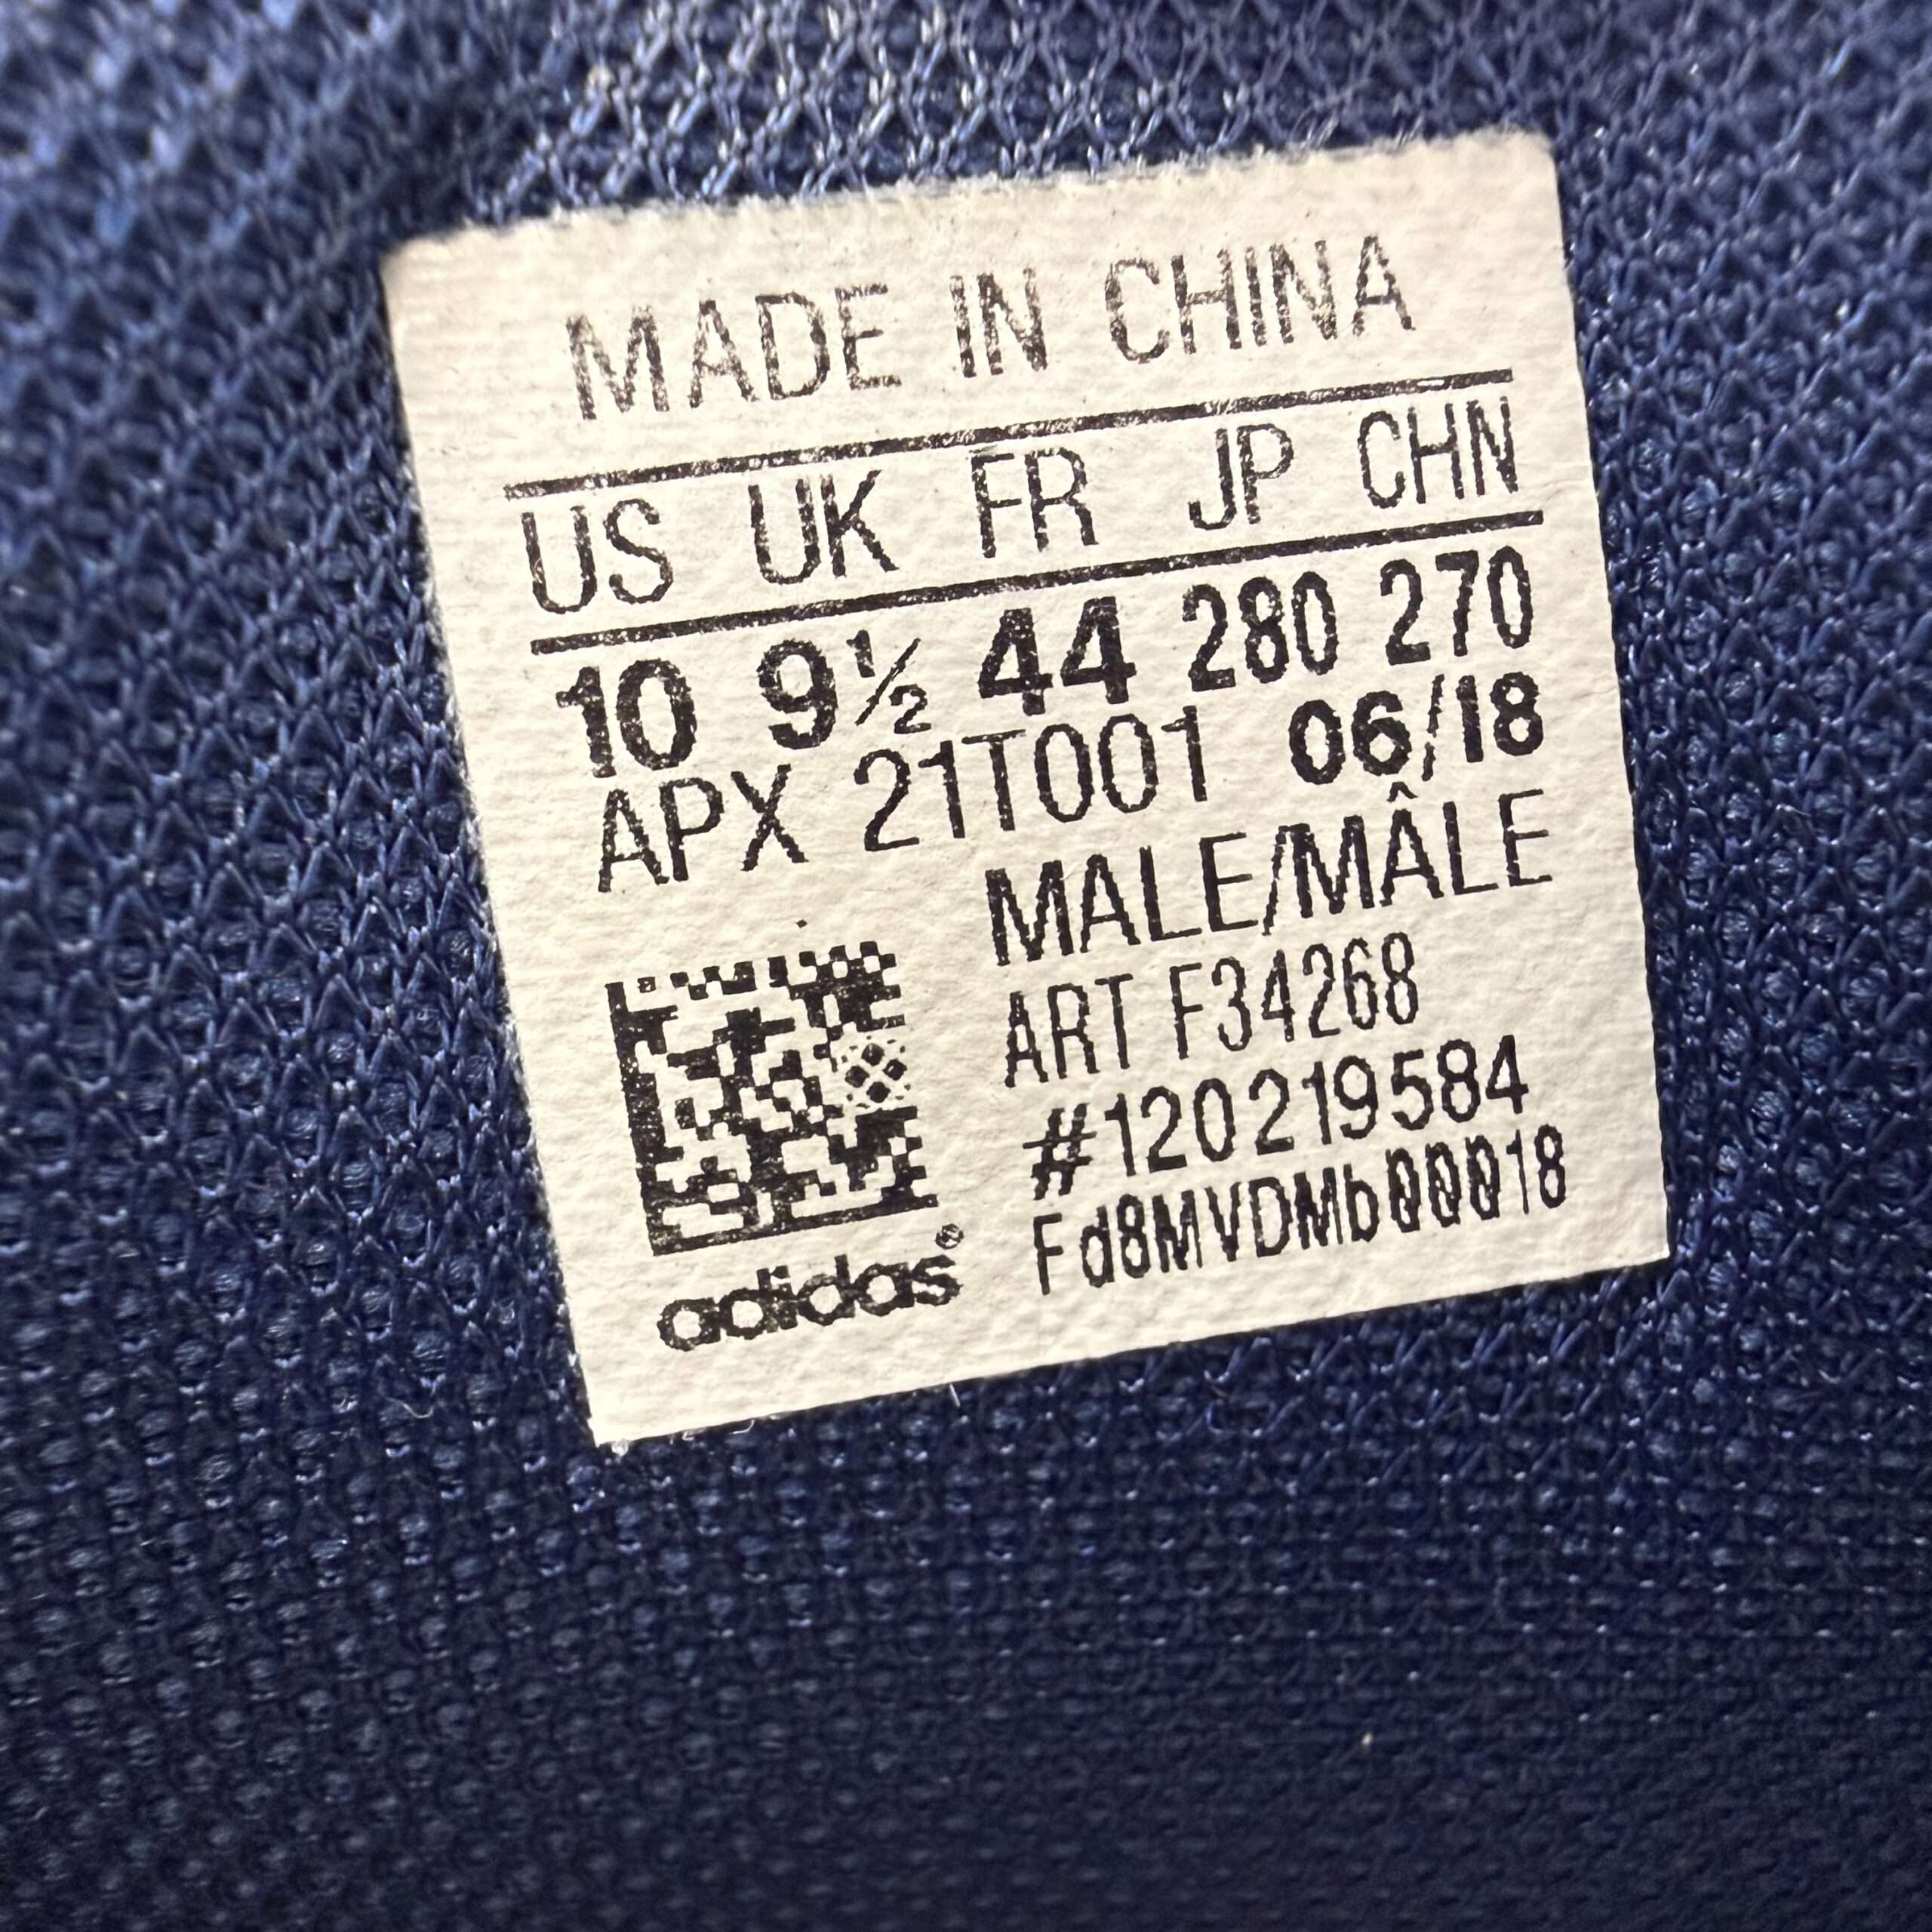 MADE IN CHINA
US UK FR JP CHN
10 9½ 44 280 270
APX 21T001 06/18
MALE/MÂLE
ART F34268
#120219584
Fd8MVDMb00018
adidas®